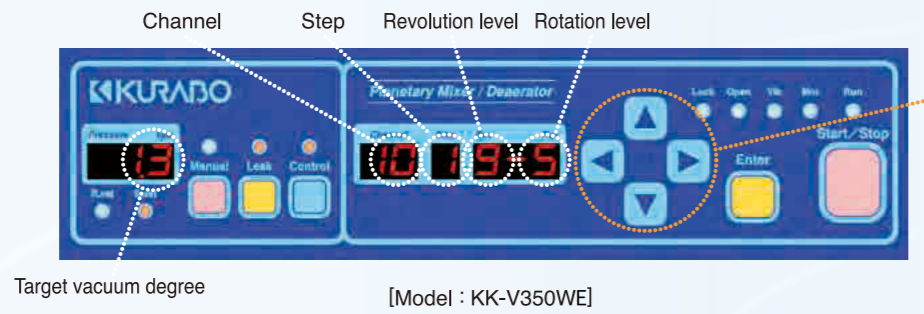 Channel Step Revolution level Rotation level
KURABO
Planetary Mixer / Deaerator
Pressure
Lock Open Vib Run
1.3
10 1 9-5
Manual Leak Control
Enter
Start/Stop
Target vacuum degree
[Model：KK-V350WE]